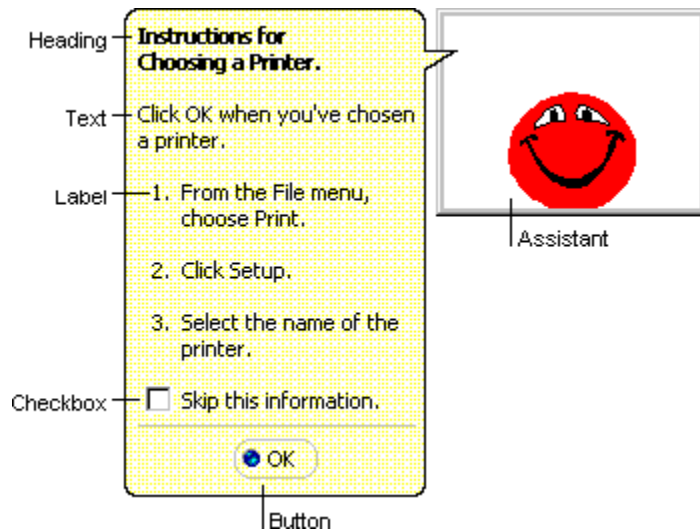 Heading
Instructions for
Choosing a Printer.
Text
Click OK when you've chosen
a printer.
Label
1. From the File menu,
choose Print.
2. Click Setup.
3. Select the name of the
printer.
Checkbox
Skip this information.
OK
Button
Assistant